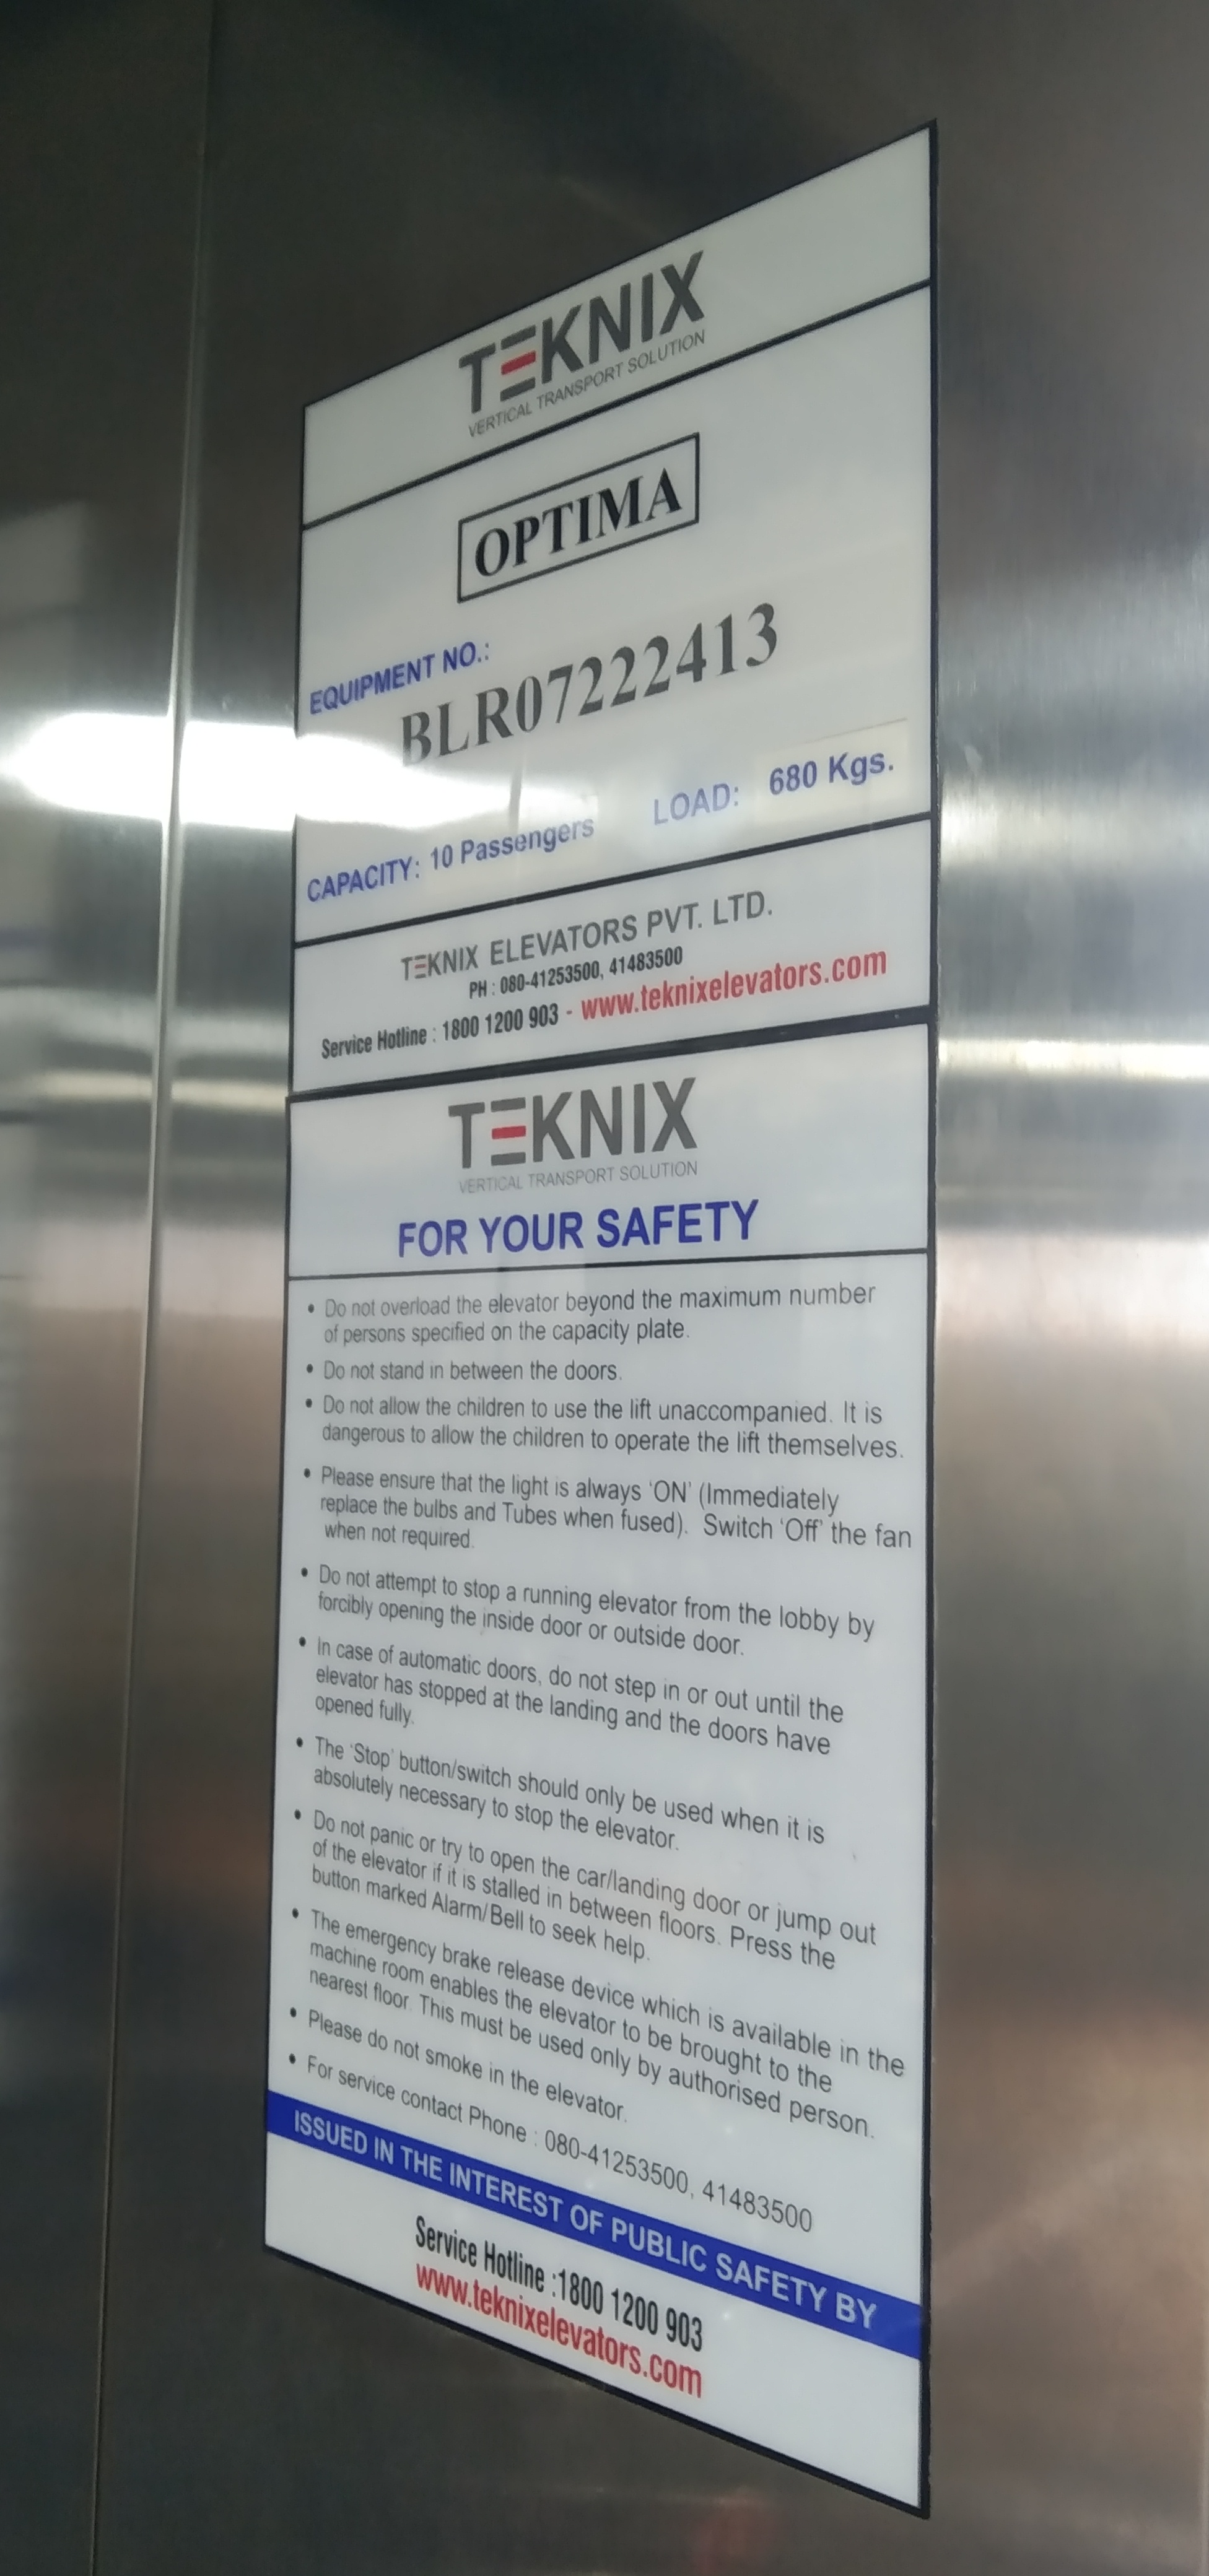 TEKNIX
VERTICAL TRANSPORT SOLUTION
OPTIMA
EQUIPMENT NO.:
BLR07222413
CAPACITY: 10 Passengers LOAD: 680 Kgs.
TEKNIX ELEVATORS PVT. LTD.
PH : 080-41253500, 41483500
Service Hotline : 1800 1200 903 - www.teknixelevators.com
TEKNIX
VERTICAL TRANSPORT SOLUTION
FOR YOUR SAFETY
• Do not overload the elevator beyond the maximum number
of persons specified on the capacity plate.
• Do not stand in between the doors.
• Do not allow the children to use the lift unaccompanied. It is
dangerous to allow the children to operate the lift themselves.
• Please ensure that the light is always 'ON' (Immediately
replace the bulbs and Tubes when fused). Switch 'Off' the fan
when not required.
• Do not attempt to stop a running elevator from the lobby by
forcibly opening the inside door or outside door.
• In case of automatic doors, do not step in or out until the
elevator has stopped at the landing and the doors have
opened fully.
• The 'Stop' button/switch should only be used when it is
absolutely necessary to stop the elevator.
• Do not panic or try to open the car/landing door or jump out
of the elevator if it is stalled in between floors. Press the
button marked Alarm/Bell to seek help.
• The emergency brake release device which is available in the
machine room enables the elevator to be brought to the
nearest floor. This must be used only by authorised person.
• Please do not smoke in the elevator.
• For service contact Phone : 080-41253500, 41483500
ISSUED IN THE INTEREST OF PUBLIC SAFETY BY
Service Hotline :1800 1200 903
www.teknixelevators.com